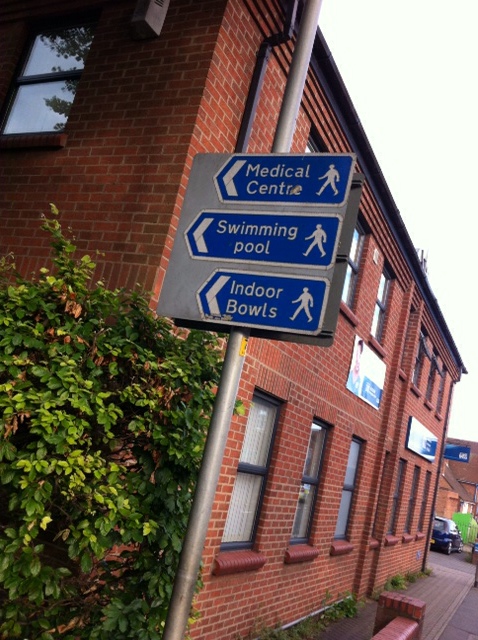 Medical
Centre
Swimming
pool
Indoor
Bowls